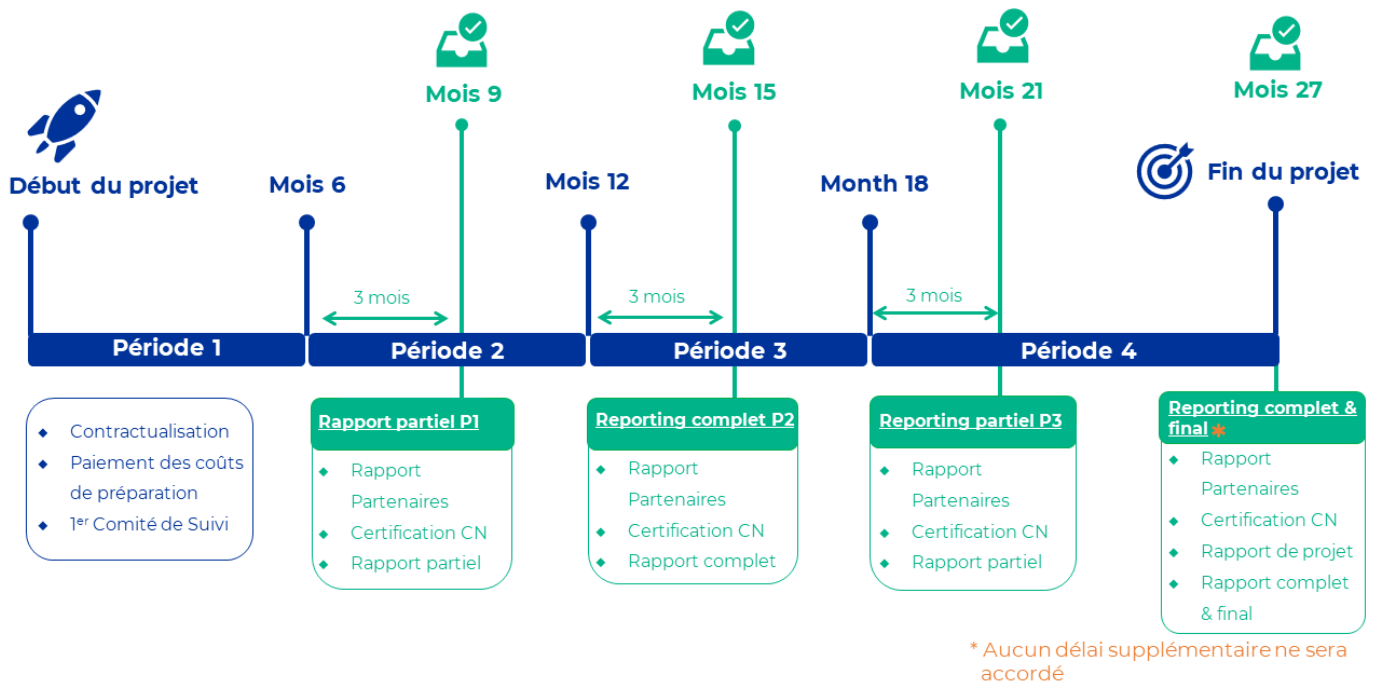 Mois 9
Mois 15
Mois 21
Mois 27
Début du projet
Mois 6
Mois 12
Month 18
Fin du projet
3 mois
3 mois
3 mois
Période 1
Période 2
Période 3
Période 4
Contractualisation
Paiement des coûts
de préparation
1er Comité de Suivi
Rapport partiel P1
Rapport
Partenaires
Certification CN
Rapport partiel
Reporting complet P2
Rapport
Partenaires
Certification CN
Rapport complet
Reporting partiel P3
Rapport
Partenaires
Certification CN
Rapport partiel
Reporting complet &
final *
Rapport
Partenaires
Certification CN
Rapport de projet
Rapport complet
& final
* Aucun délai supplémentaire ne sera
accordé